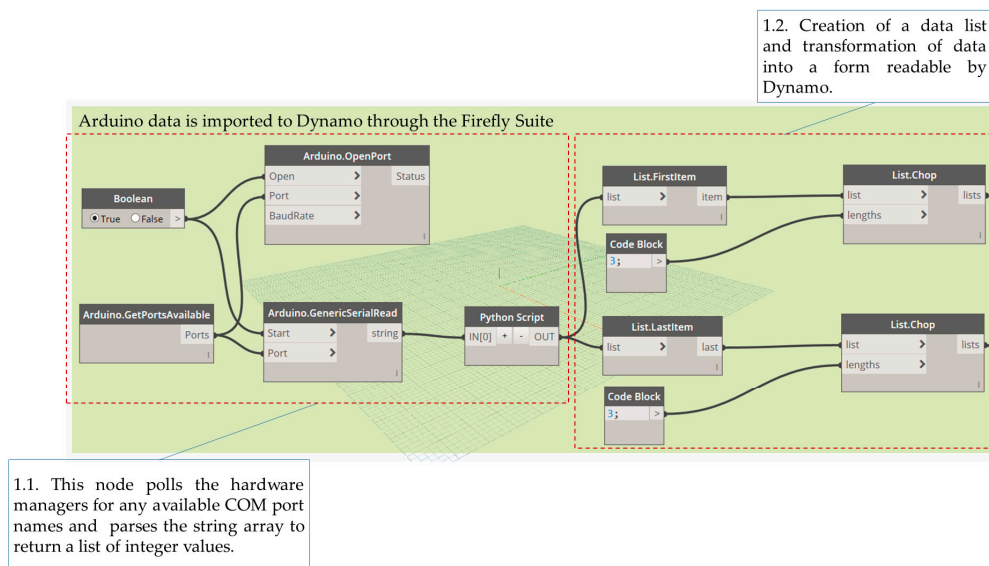 1.2. Creation of a data list
and transformation of data
into a form readable by
Dynamo.
Arduino data is imported to Dynamo through the Firefly Suite
Boolean
True False >
Arduino.OpenPort
Open > Status
Port >
BaudRate >
Arduino.GetPortsAvailable
Ports
Arduino.GenericSerialRead
Start > string
Port >
Python Script
IN[0] + - OUT
List.FirstItem
list > item
Code Block
3; >
List.Chop
list > lists
lengths >
List.LastItem
list > last
Code Block
3; >
List.Chop
list > lists
lengths >
1.1. This node polls the hardware
managers for any available COM port
names and parses the string array to
return a list of integer values.